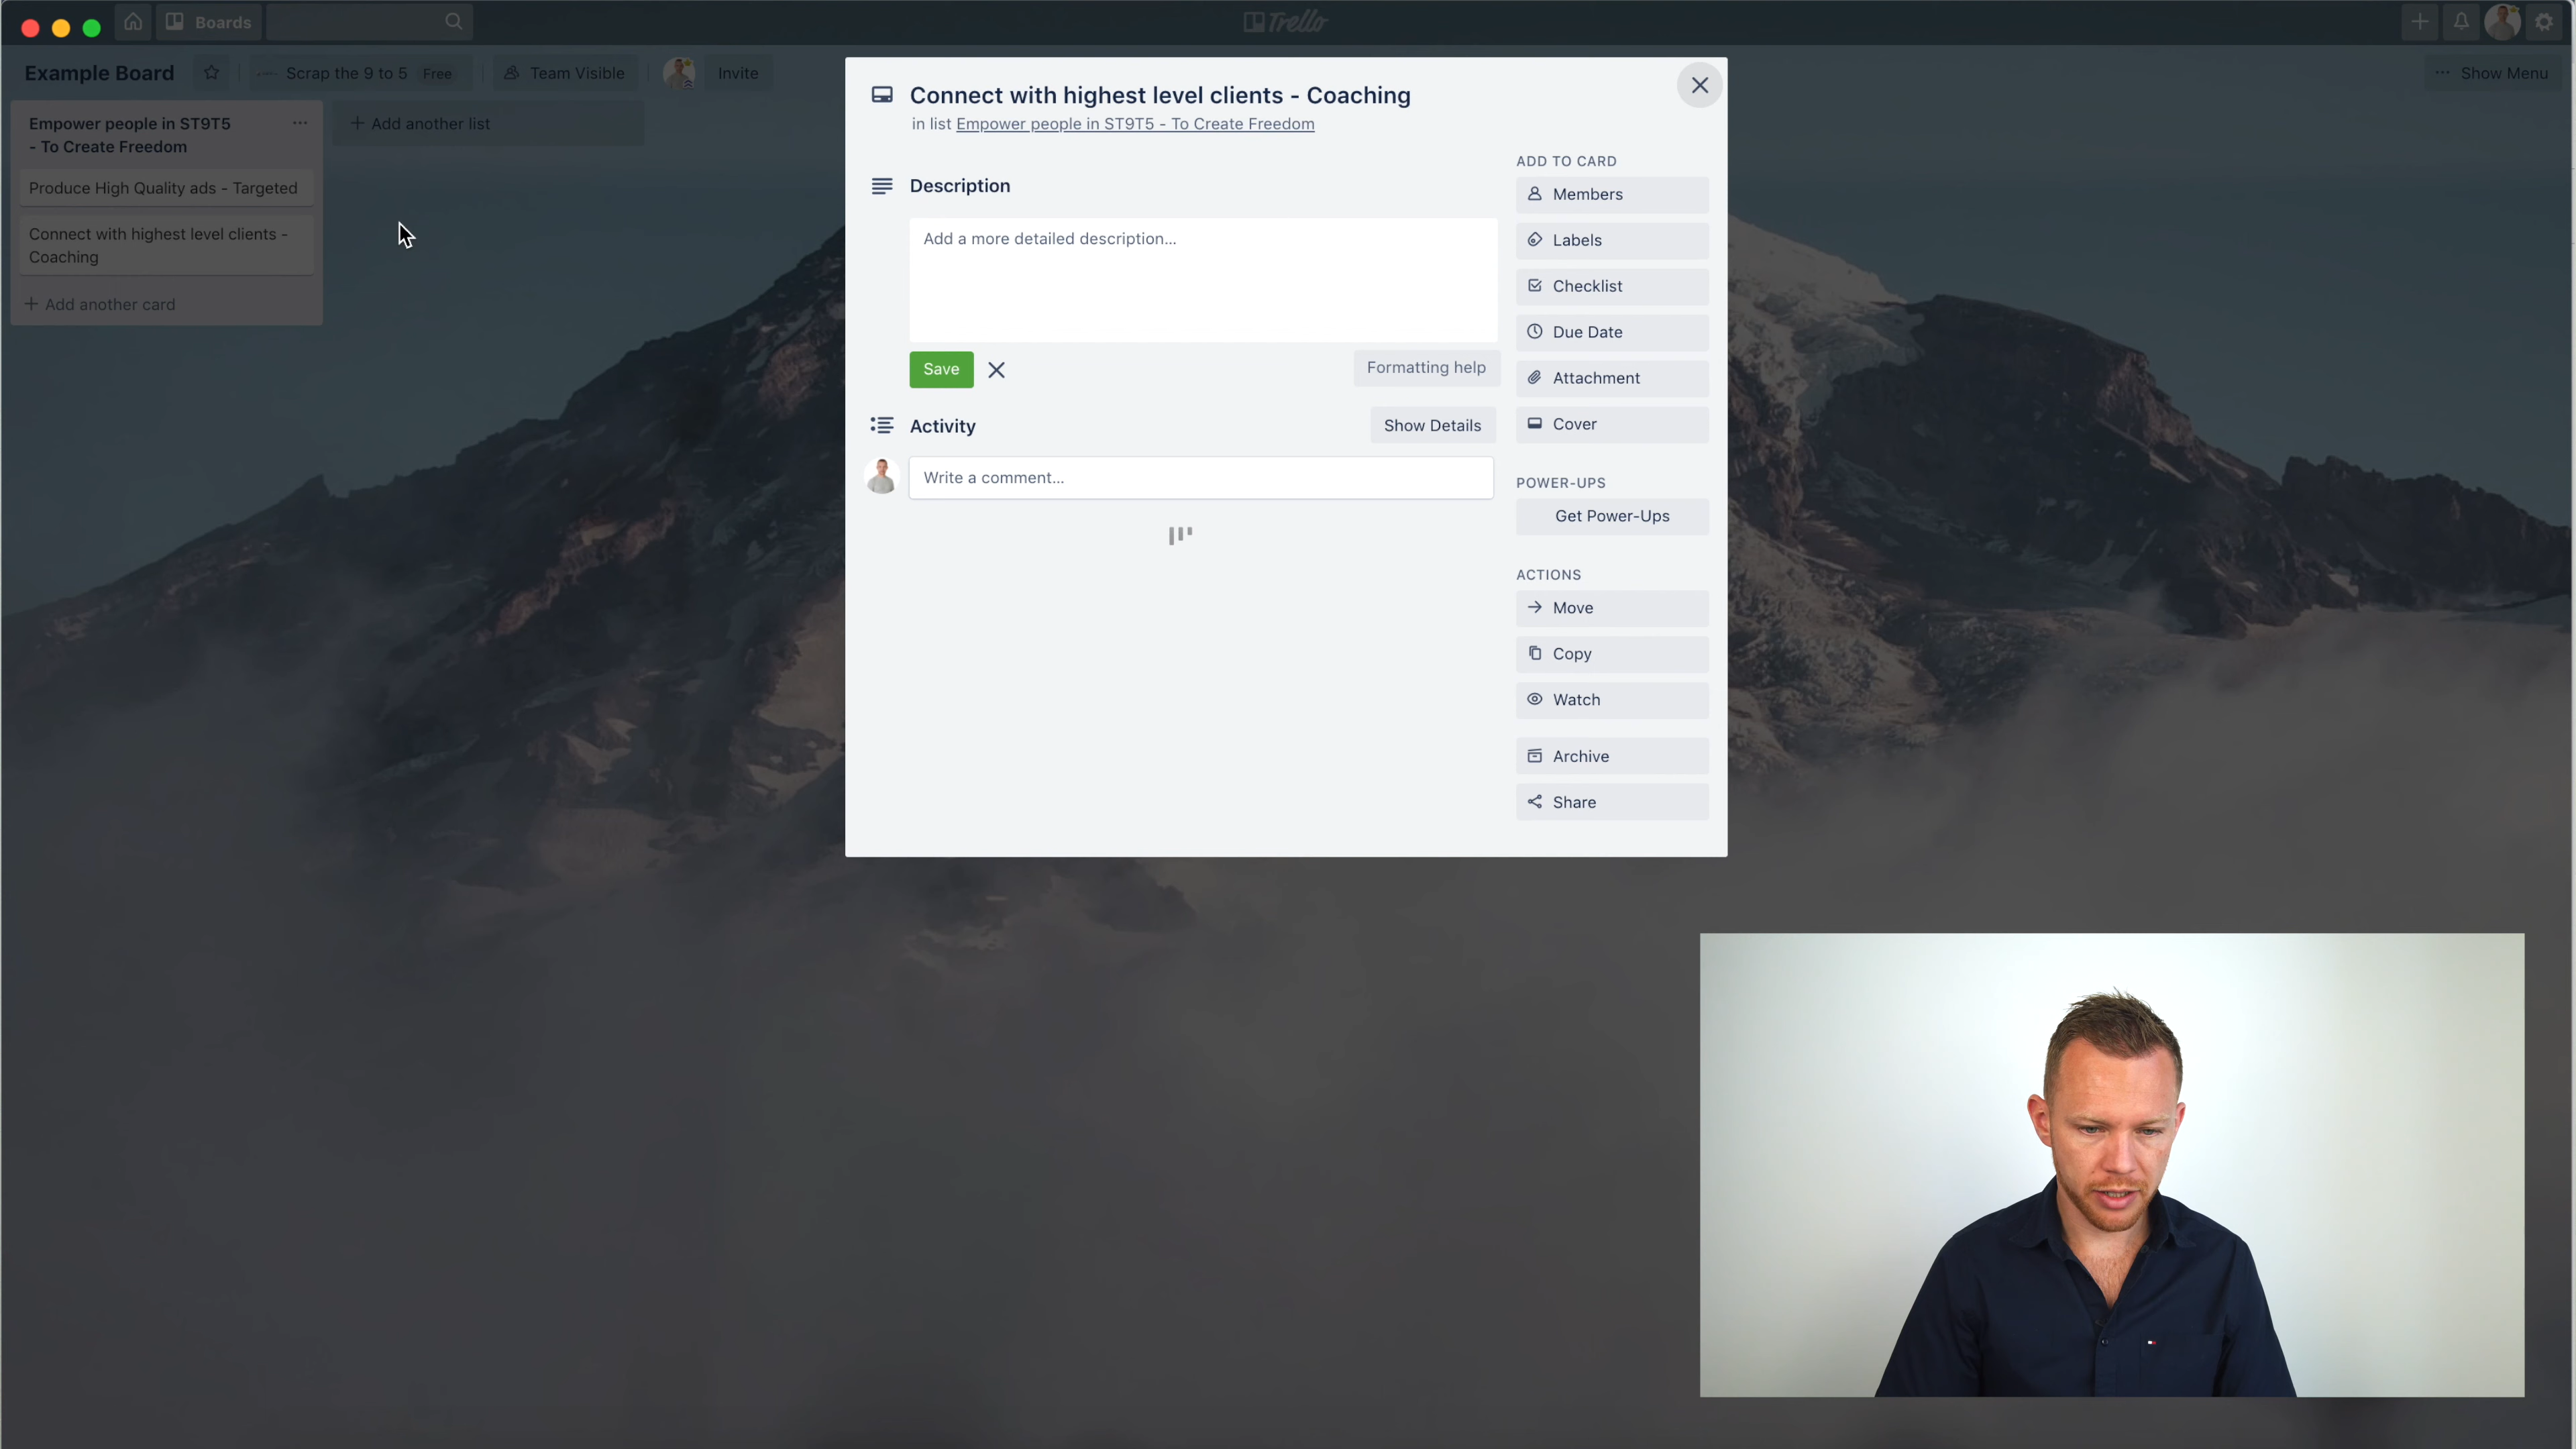 Boards
Trello
Example Board
Scrap the 9 to 5 Free
Team Visible
Invite
... Show Menu
Empower people in ST9T5
- To Create Freedom
...
Produce High Quality ads - Targeted
Connect with highest level clients -
Coaching
+ Add another card
+ Add another list
Connect with highest level clients - Coaching
in list Empower people in ST9T5 - To Create Freedom
Description
Add a more detailed description...
Save
Formatting help
Activity
Show Details
Write a comment...
ADD TO CARD
Members
Labels
Checklist
Due Date
Attachment
Cover
POWER-UPS
Get Power-Ups
ACTIONS
Move
Copy
Watch
Archive
Share